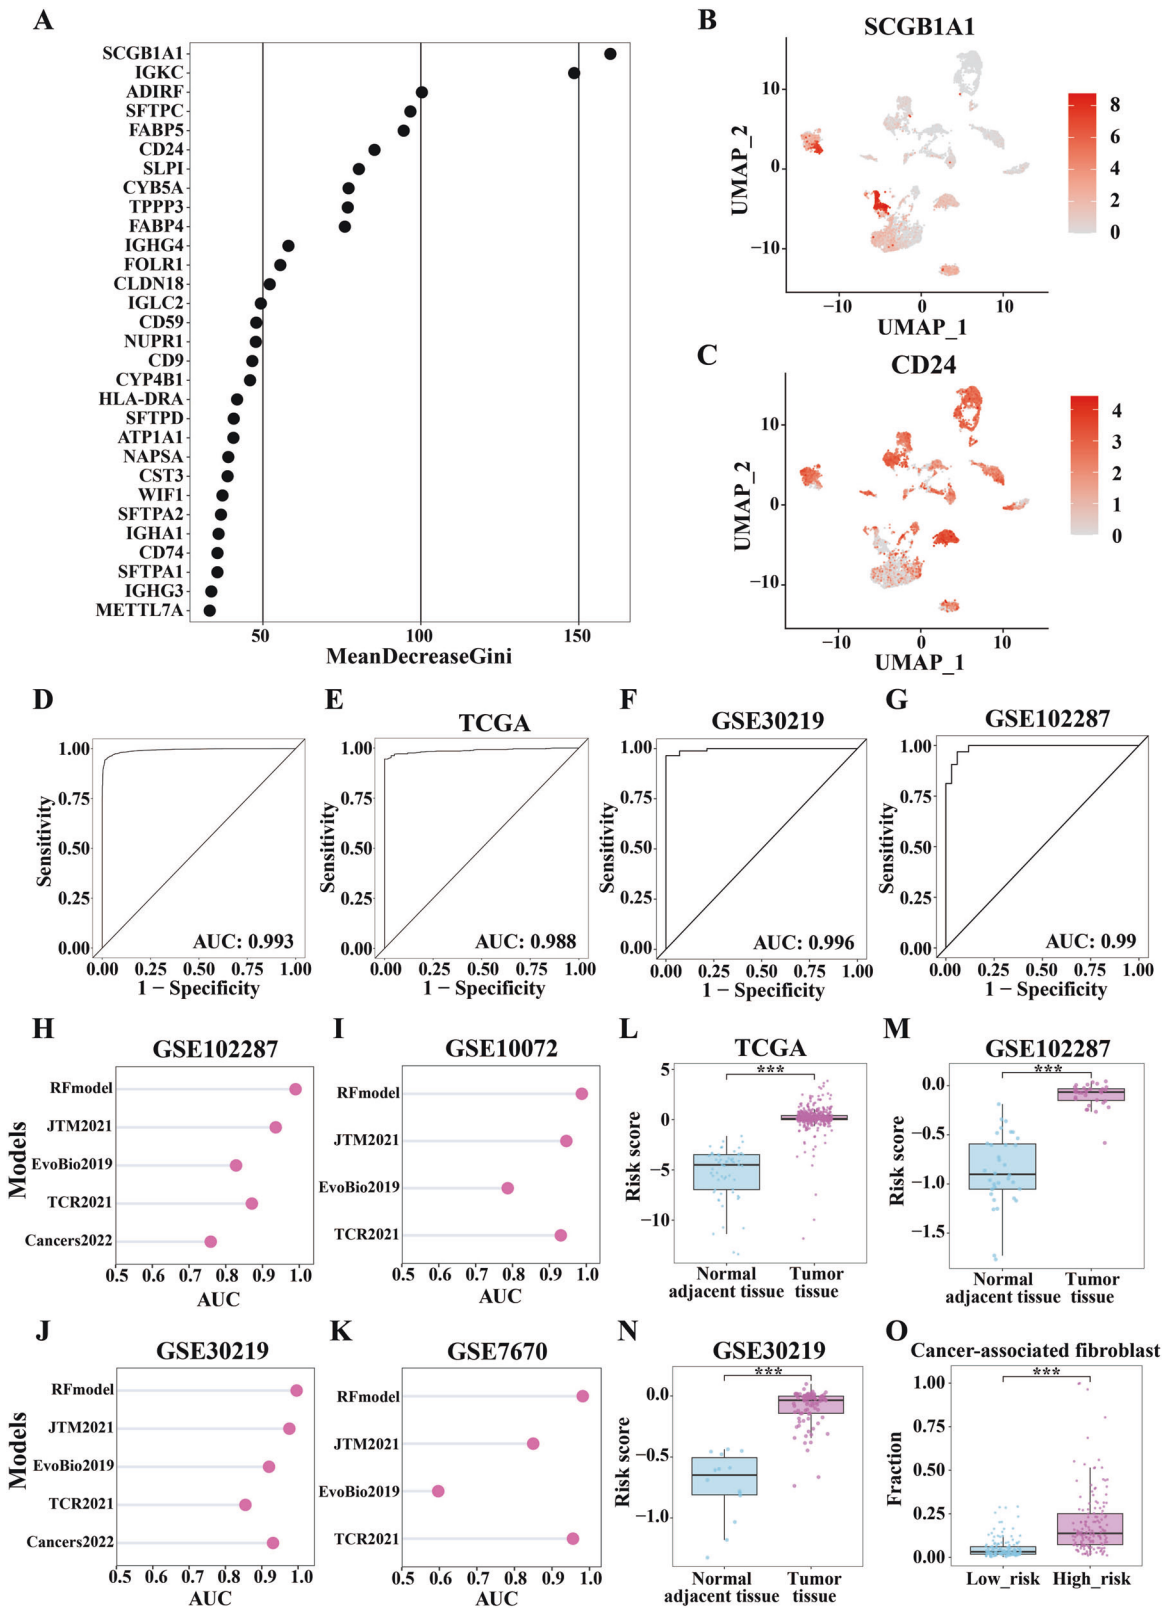 A
SCGB1A1
IGKC
ADIRF
SFTPC
FABP5
CD24
SLPI
CYB5A
TPPP3
FABP4
IGHG4
FOLR1
CLDN18
IGLC2
CD59
NUPR1
CD9
CYP4B1
HLA-DRA
SFTPD
ATP1A1
NAPSA
CST3
WIF1
SFTPA2
IGHA1
CD74
SFTPA1
IGHG3
METTL7A
50 100 150
MeanDecreaseGini
B
SCGB1A1
UMAP_2
10
0
−10
−10 0 10
UMAP_1
8
6
4
2
0
C
CD24
UMAP_2
10
0
−10
−10 0 10
UMAP_1
4
3
2
1
0
D
Sensitivity
1.00
0.75
0.50
0.25
0.00
AUC: 0.993
0.00 0.25 0.50 0.75 1.00
1 − Specificity
E
TCGA
Sensitivity
1.00
0.75
0.50
0.25
0.00
AUC: 0.988
0.00 0.25 0.50 0.75 1.00
1 − Specificity
F
GSE30219
Sensitivity
1.00
0.75
0.50
0.25
0.00
AUC: 0.996
0.00 0.25 0.50 0.75 1.00
1 − Specificity
G
GSE102287
Sensitivity
1.00
0.75
0.50
0.25
0.00
AUC: 0.99
0.00 0.25 0.50 0.75 1.00
1 − Specificity
H
GSE102287
Models
RFmodel
JTM2021
EvoBio2019
TCR2021
Cancers2022
0.5 0.6 0.7 0.8 0.9 1.0
AUC
I
GSE10072
RFmodel
JTM2021
EvoBio2019
TCR2021
0.5 0.6 0.7 0.8 0.9 1.0
AUC
L
TCGA
***
Risk score
5
0
−5
−10
Normal adjacent tissue
Tumor tissue
M
GSE102287
***
Risk score
0.0
−0.5
−1.0
−1.5
Normal adjacent tissue
Tumor tissue
J
GSE30219
Models
RFmodel
JTM2021
EvoBio2019
TCR2021
Cancers2022
0.5 0.6 0.7 0.8 0.9 1.0
AUC
K
GSE7670
RFmodel
JTM2021
EvoBio2019
TCR2021
0.5 0.6 0.7 0.8 0.9 1.0
AUC
N
GSE30219
***
Risk score
0.0
−0.5
−1.0
Normal adjacent tissue
Tumor tissue
O
Cancer-associated fibroblast
***
Fraction
1.00
0.75
0.50
0.25
0.00
Low_risk High_risk